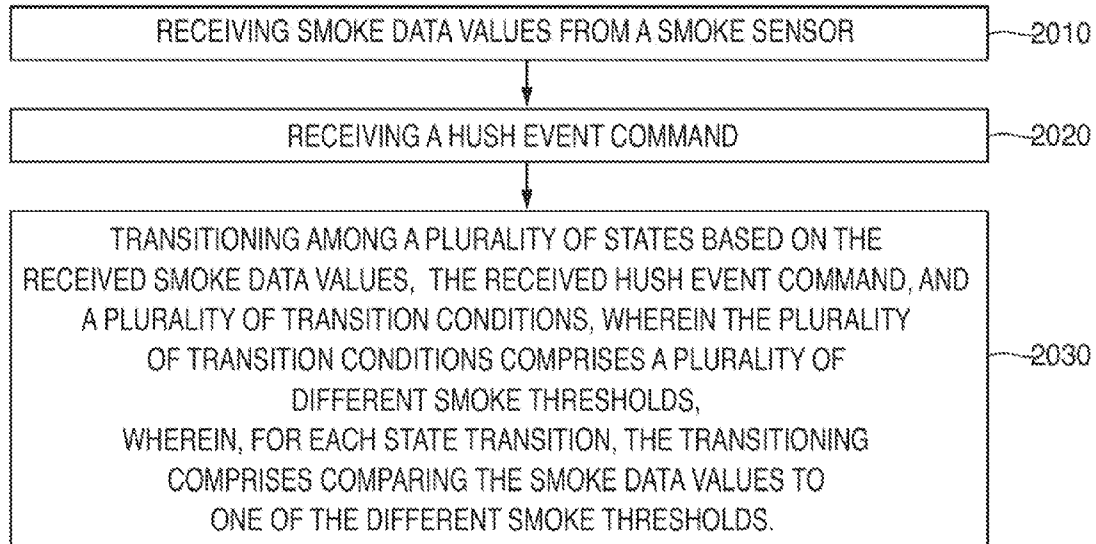 RECEIVING SMOKE DATA VALUES FROM A SMOKE SENSOR
2010
RECEIVING A HUSH EVENT COMMAND
2020
TRANSITIONING AMONG A PLURALITY OF STATES BASED ON THE
RECEIVED SMOKE DATA VALUES, THE RECEIVED HUSH EVENT COMMAND, AND
A PLURALITY OF TRANSITION CONDITIONS, WHEREIN THE PLURALITY
OF TRANSITION CONDITIONS COMPRISES A PLURALITY OF
DIFFERENT SMOKE THRESHOLDS,
WHEREIN, FOR EACH STATE TRANSITION, THE TRANSITIONING
COMPRISES COMPARING THE SMOKE DATA VALUES TO
ONE OF THE DIFFERENT SMOKE THRESHOLDS.
2030